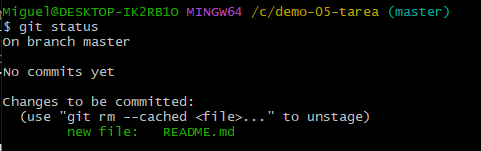 Miguel@DESKTOP-IK2RB1O MINGW64 /c/demo-05-tarea (master)
$ git status
On branch master
No commits yet
Changes to be committed:
(use "git rm --cached <file>..." to unstage)
new file: README.md